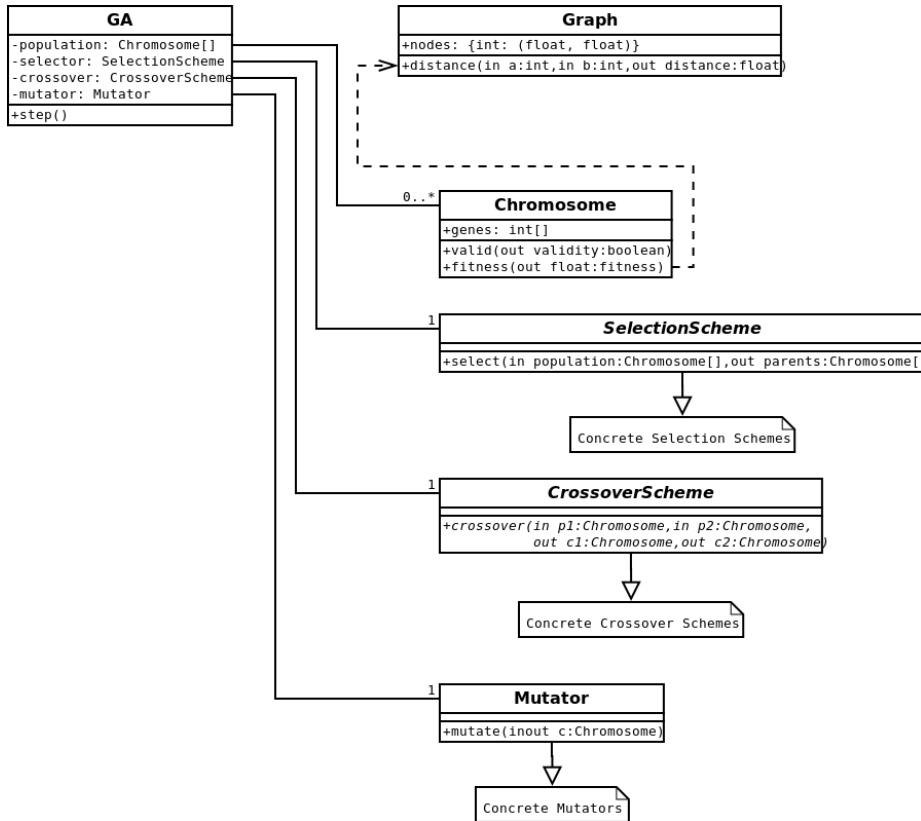 GA
-population: Chromosome[]
-selector: SelectionScheme
-crossover: CrossoverScheme
-mutator: Mutator
+step()
Graph
+nodes: {int: (float, float)}
+distance(in a:int,in b:int,out distance:float)
0..*
Chromosome
+genes: int[]
+valid(out validity:boolean)
+fitness(out float:fitness)
1
SelectionScheme
+select(in population:Chromosome[],out parents:Chromosome[
Concrete Selection Schemes
1
CrossoverScheme
+crossover(in p1:Chromosome,in p2:Chromosome,
out c1:Chromosome,out c2:Chromosome)
Concrete Crossover Schemes
1
Mutator
+mutate(inout c:Chromosome)
Concrete Mutators